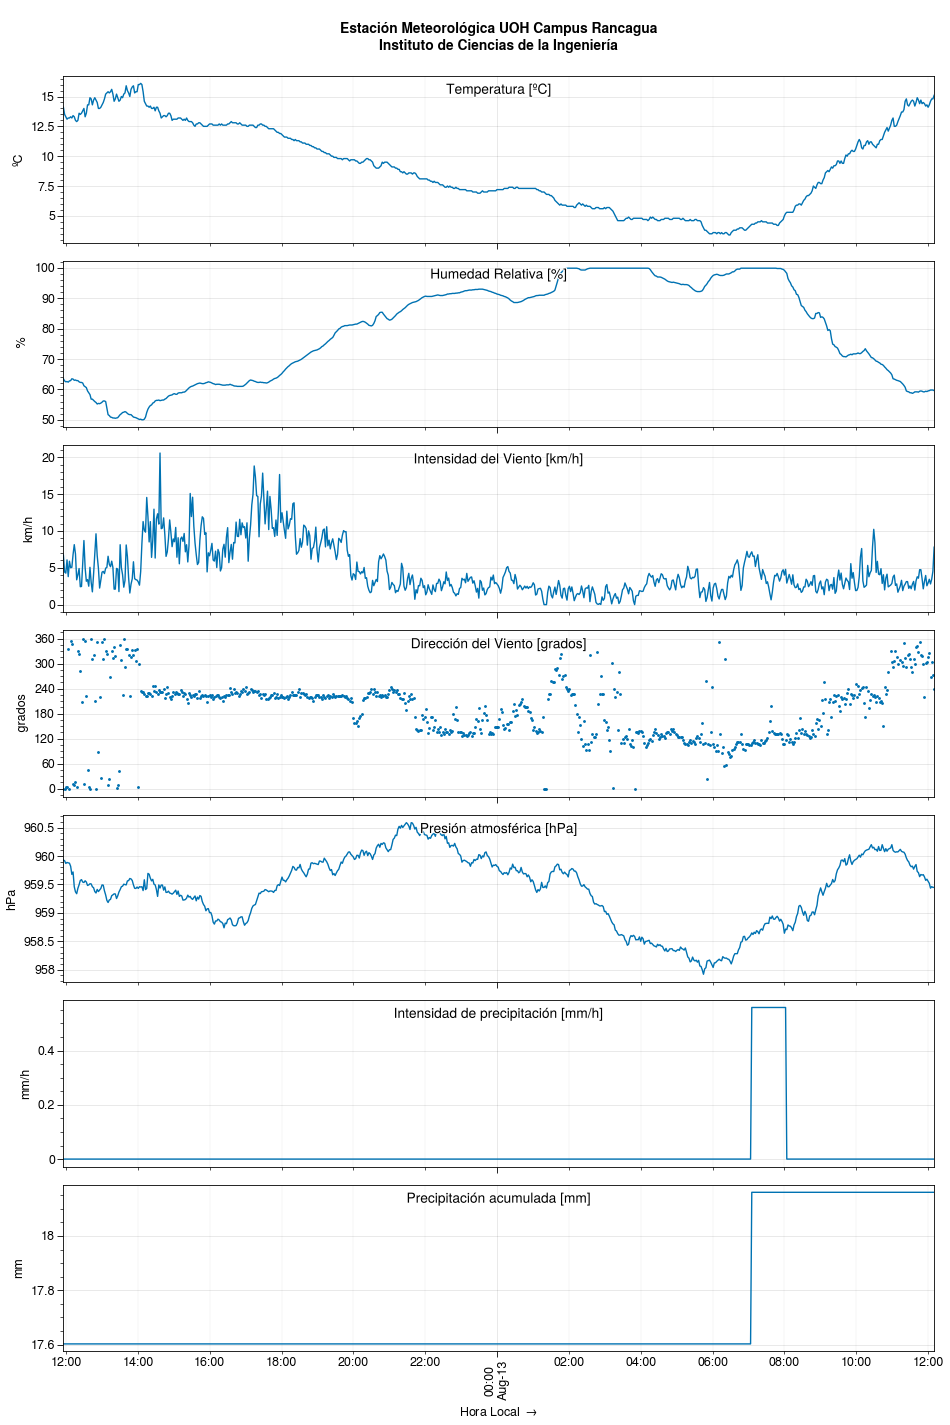 Estación Meteorológica UOH Campus Rancagua
Instituto de Ciencias de la Ingeniería
Temperatura [ºC]
15
12.5
10
7.5
5
ºC
Humedad Relativa [%]
100
90
80
70
60
50
%
Intensidad del Viento [km/h]
20
15
10
5
0
km/h
Dirección del Viento [grados]
360
300
240
180
120
60
0
grados
Presión atmosférica [hPa]
960.5
960
959.5
959
958.5
958
hPa
Intensidad de precipitación [mm/h]
0.4
0.2
0
mm/h
Precipitación acumulada [mm]
18
17.8
17.6
mm
12:00 14:00 16:00 18:00 20:00 22:00 00:00 02:00 04:00 06:00 08:00 10:00 12:00
Aug-13
Hora Local →